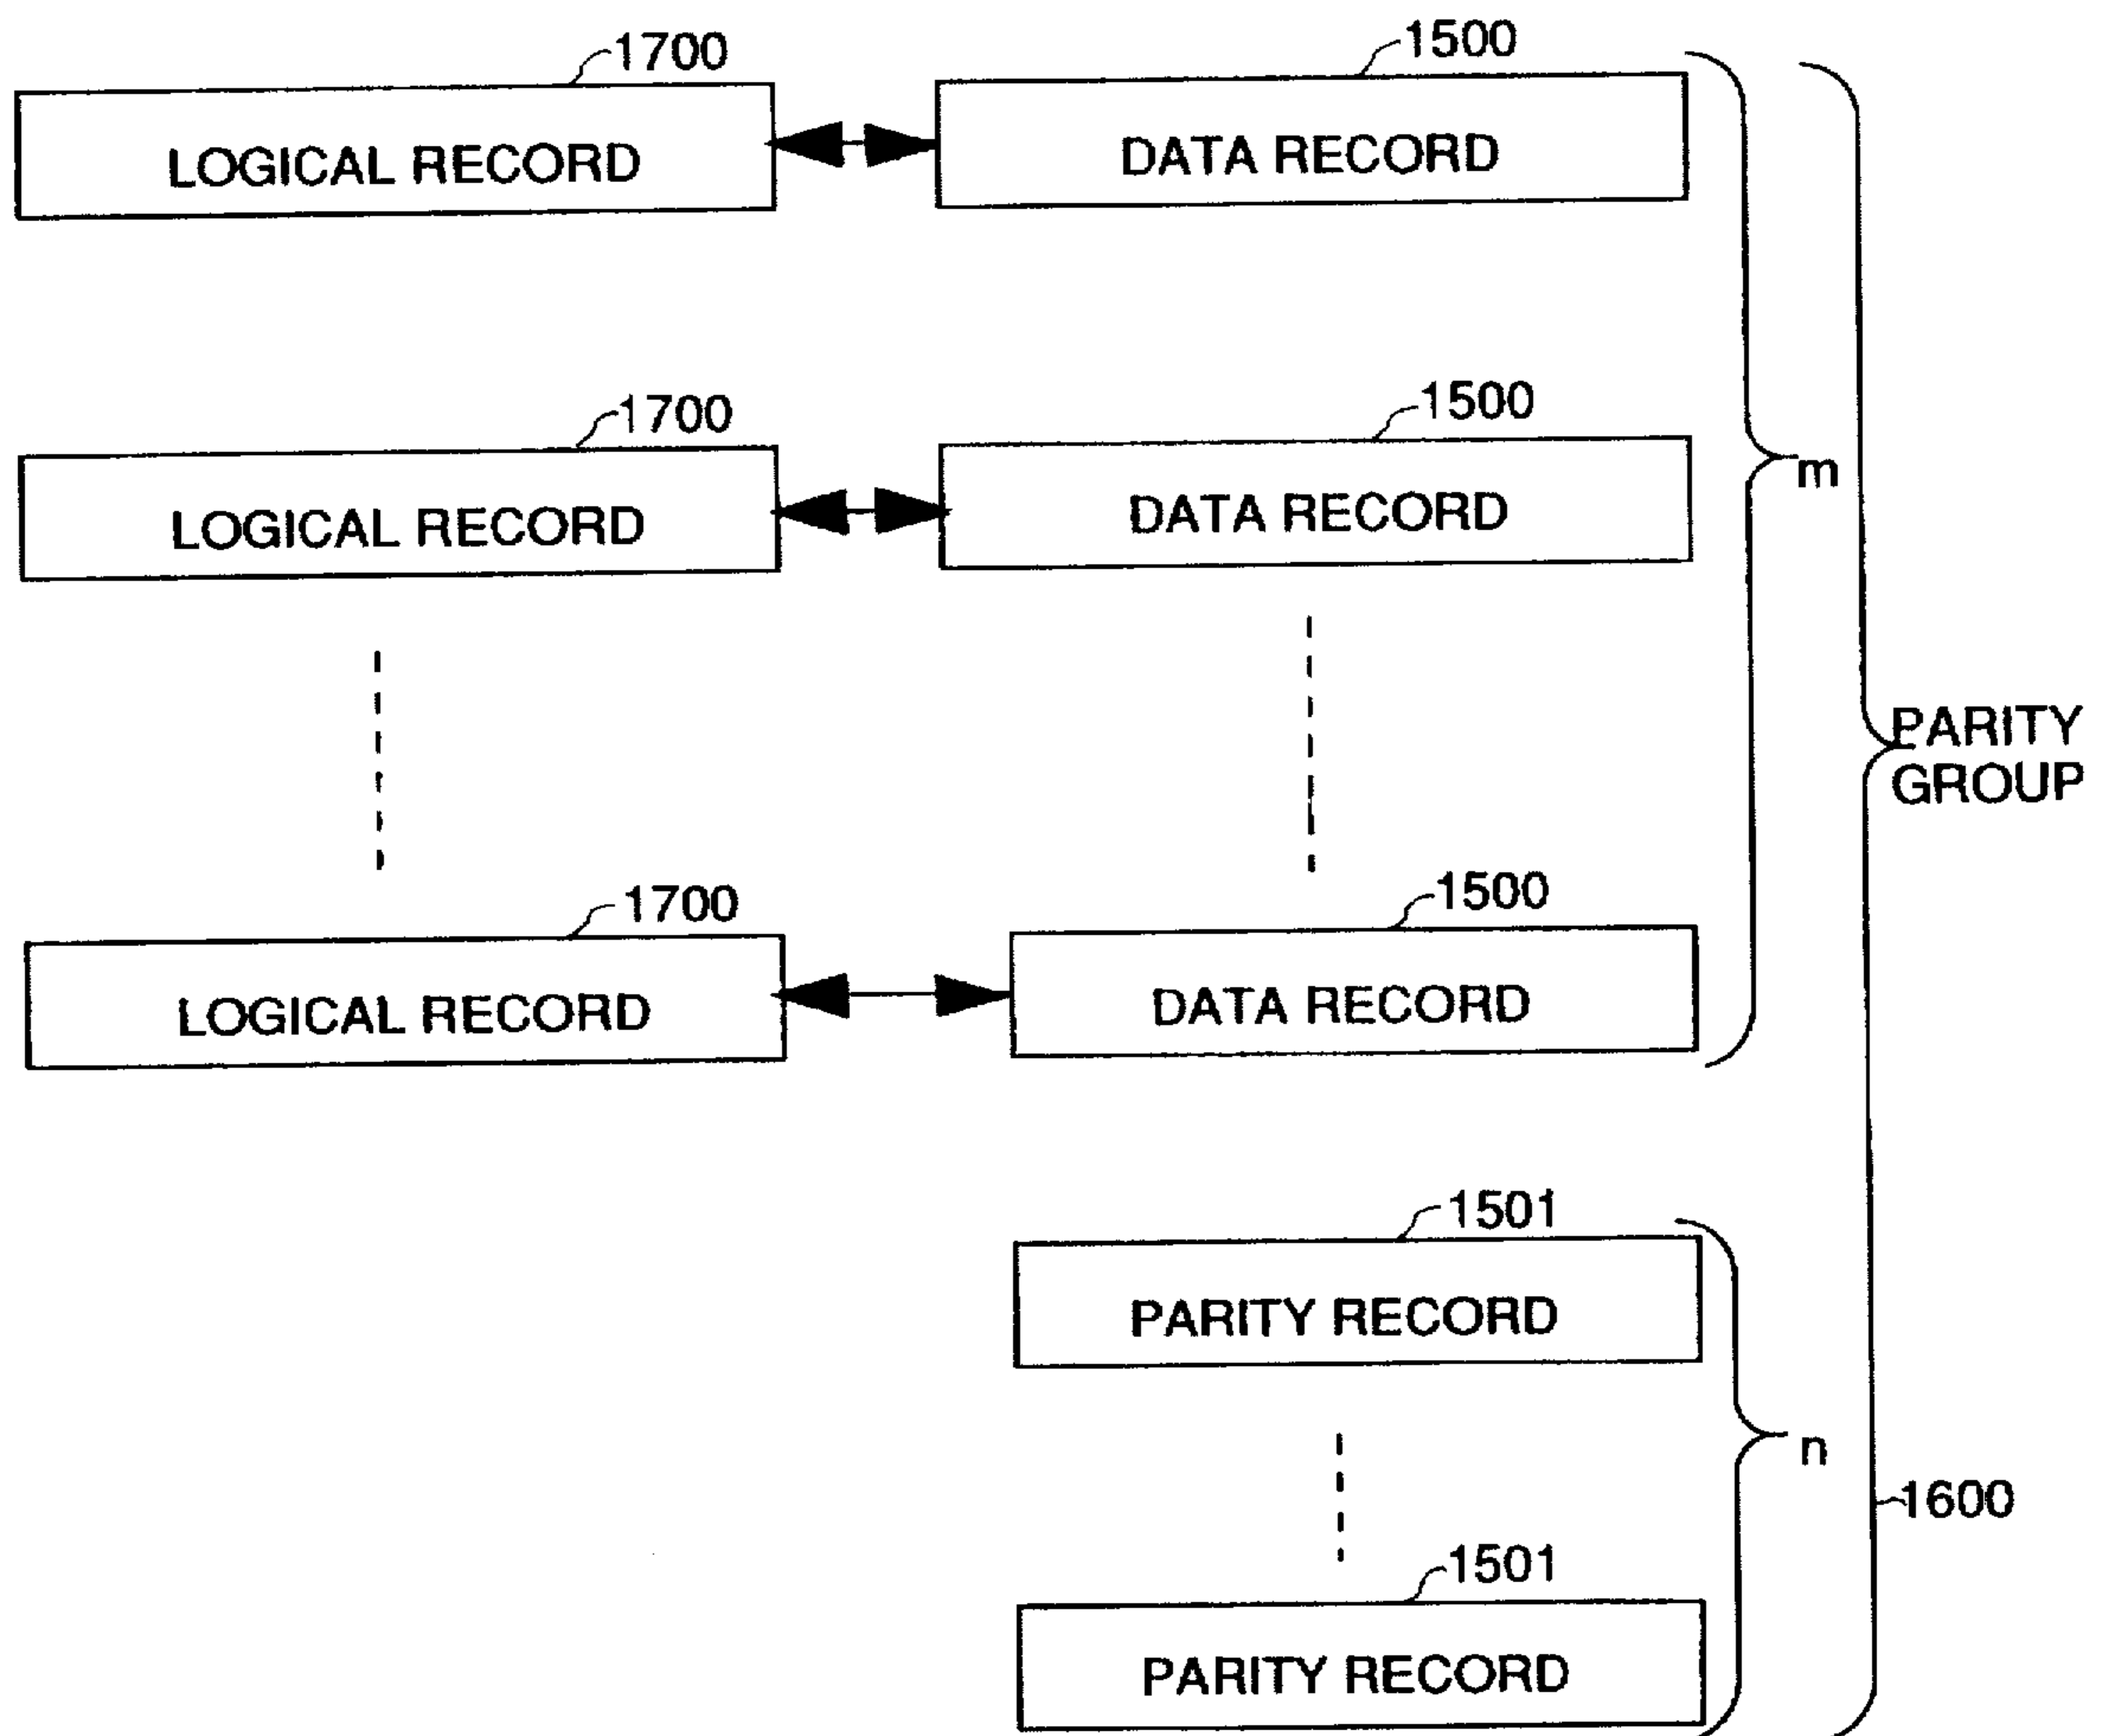 1700
1500
LOGICAL RECORD
DATA RECORD
1700
1500
m
LOGICAL RECORD
DATA RECORD
PARITY
GROUP
1700
1500
LOGICAL RECORD
DATA RECORD
1501
PARITY RECORD
n
1600
1501
PARITY RECORD